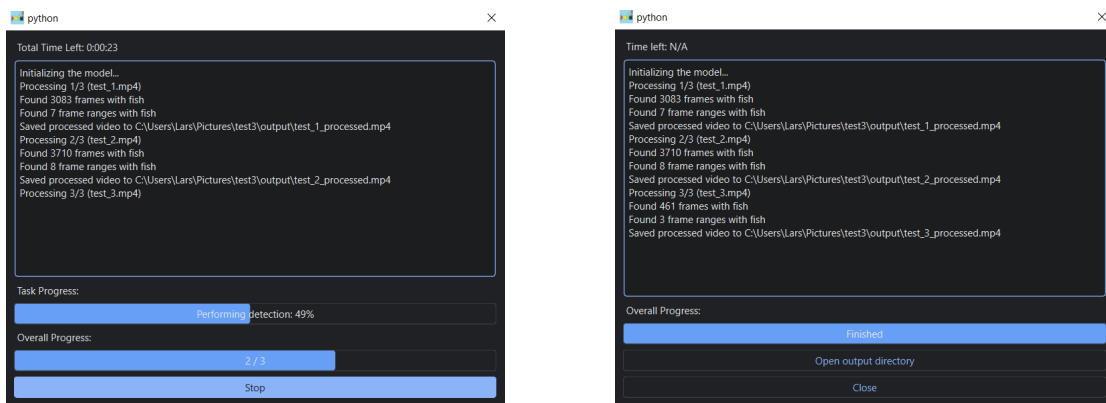 python
Total Time Left: 0:00:23
Initializing the model...
Processing 1/3 (test_1.mp4)
Found 3083 frames with fish
Found 7 frame ranges with fish
Saved processed video to C:\Users\Lars\Pictures\test3\output\test_1_processed.mp4
Processing 2/3 (test_2.mp4)
Found 3710 frames with fish
Found 8 frame ranges with fish
Saved processed video to C:\Users\Lars\Pictures\test3\output\test_2_processed.mp4
Processing 3/3 (test_3.mp4)
Task Progress:
Performing detection: 49%
Overall Progress:
2 / 3
Stop
python
Time left: N/A
Initializing the model...
Processing 1/3 (test_1.mp4)
Found 3083 frames with fish
Found 7 frame ranges with fish
Saved processed video to C:\Users\Lars\Pictures\test3\output\test_1_processed.mp4
Processing 2/3 (test_2.mp4)
Found 3710 frames with fish
Found 8 frame ranges with fish
Saved processed video to C:\Users\Lars\Pictures\test3\output\test_2_processed.mp4
Processing 3/3 (test_3.mp4)
Found 461 frames with fish
Found 3 frame ranges with fish
Saved processed video to C:\Users\Lars\Pictures\test3\output\test_3_processed.mp4
Overall Progress:
Finished
Open output directory
Close